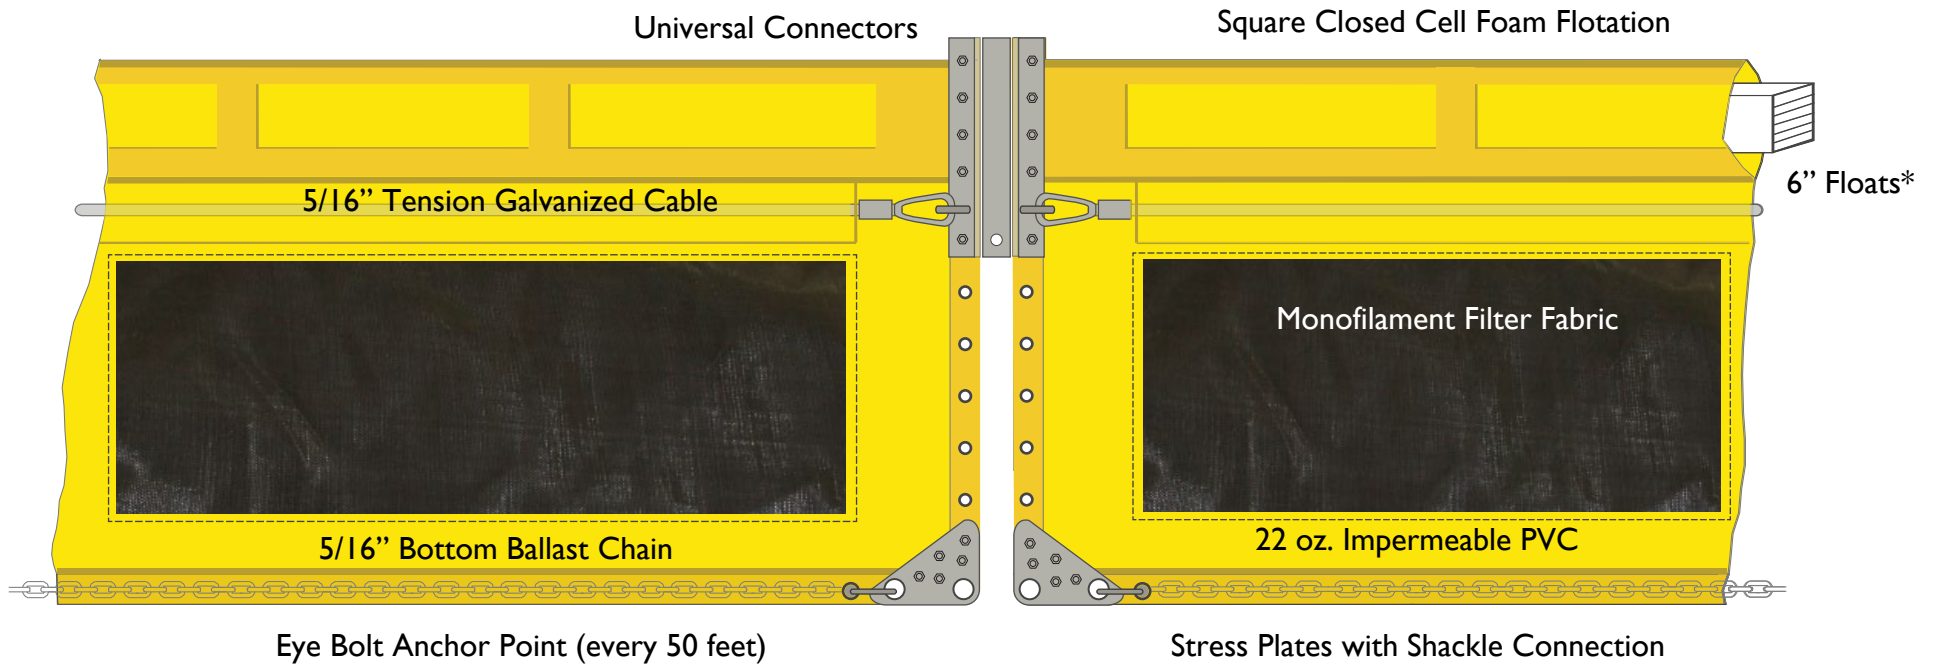 Universal Connectors
Square Closed Cell Foam Flotation
6” Floats*
5/16” Tension Galvanized Cable
Monofilament Filter Fabric
5/16” Bottom Ballast Chain
22 oz. Impermeable PVC
Eye Bolt Anchor Point (every 50 feet)
Stress Plates with Shackle Connection